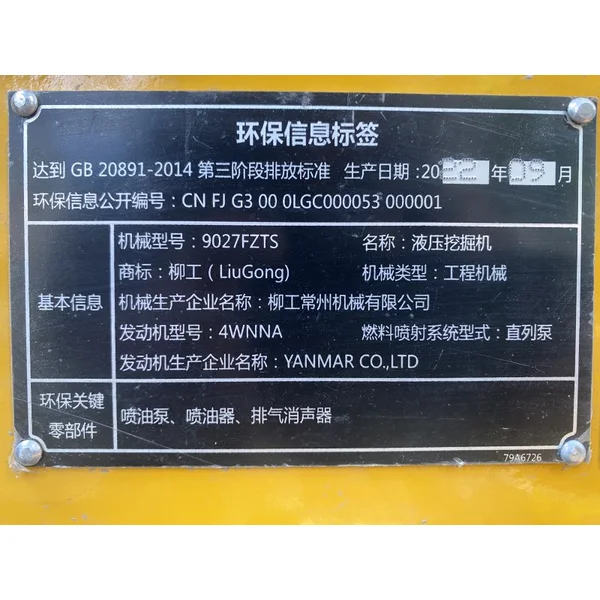 环保信息标签
达到 GB 20891-2014 第三阶段排放标准 生产日期: 2022 年 09 月
环保信息公开编号: CN FJ G3 00 0LGC000053 000001
基本信息
机械型号: 9027FZTS 名称: 液压挖掘机
商标: 柳工 ( LiuGong) 机械类型: 工程机械
机械生产企业名称: 柳工常州机械有限公司
发动机型号: 4WNNA 燃料喷射系统型式: 直列泵
发动机生产企业名称: YANMAR CO.,LTD
环保关键
零部件
喷油泵、喷油器、排气消声器
79A6726